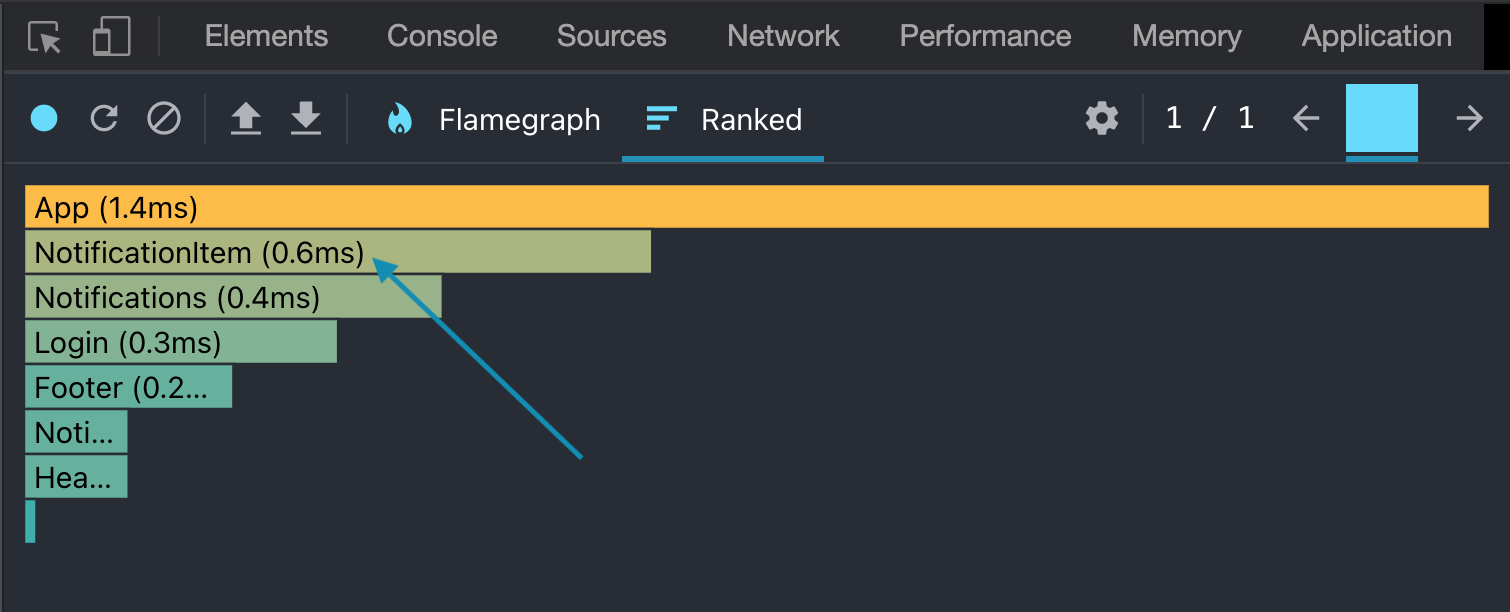 Elements Console Sources Network Performance Memory Application
Flamegraph Ranked 1 / 1
App (1.4ms)
NotificationItem (0.6ms)
Notifications (0.4ms)
Login (0.3ms)
Footer (0.2...
Noti...
Hea...